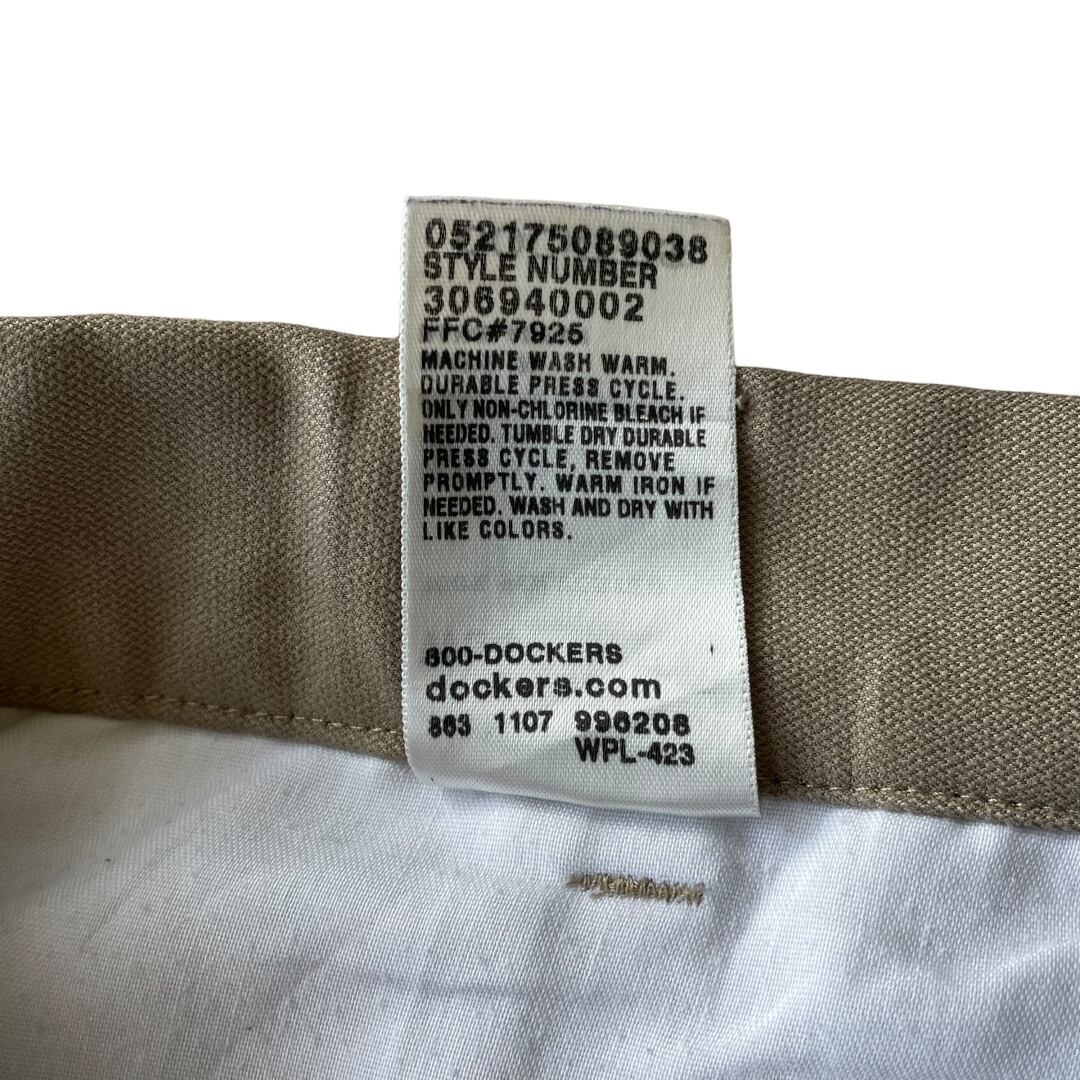 052175089038
STYLE NUMBER
306940002
FFC#7925
MACHINE WASH WARM.
DURABLE PRESS CYCLE.
ONLY NON-CHLORINE BLEACH IF
NEEDED. TUMBLE DRY DURABLE
PRESS CYCLE, REMOVE
PROMPTLY. WARM IRON IF
NEEDED. WASH AND DRY WITH
LIKE COLORS.
800-DOCKERS
dockers.com
863 1107 996208
WPL-423